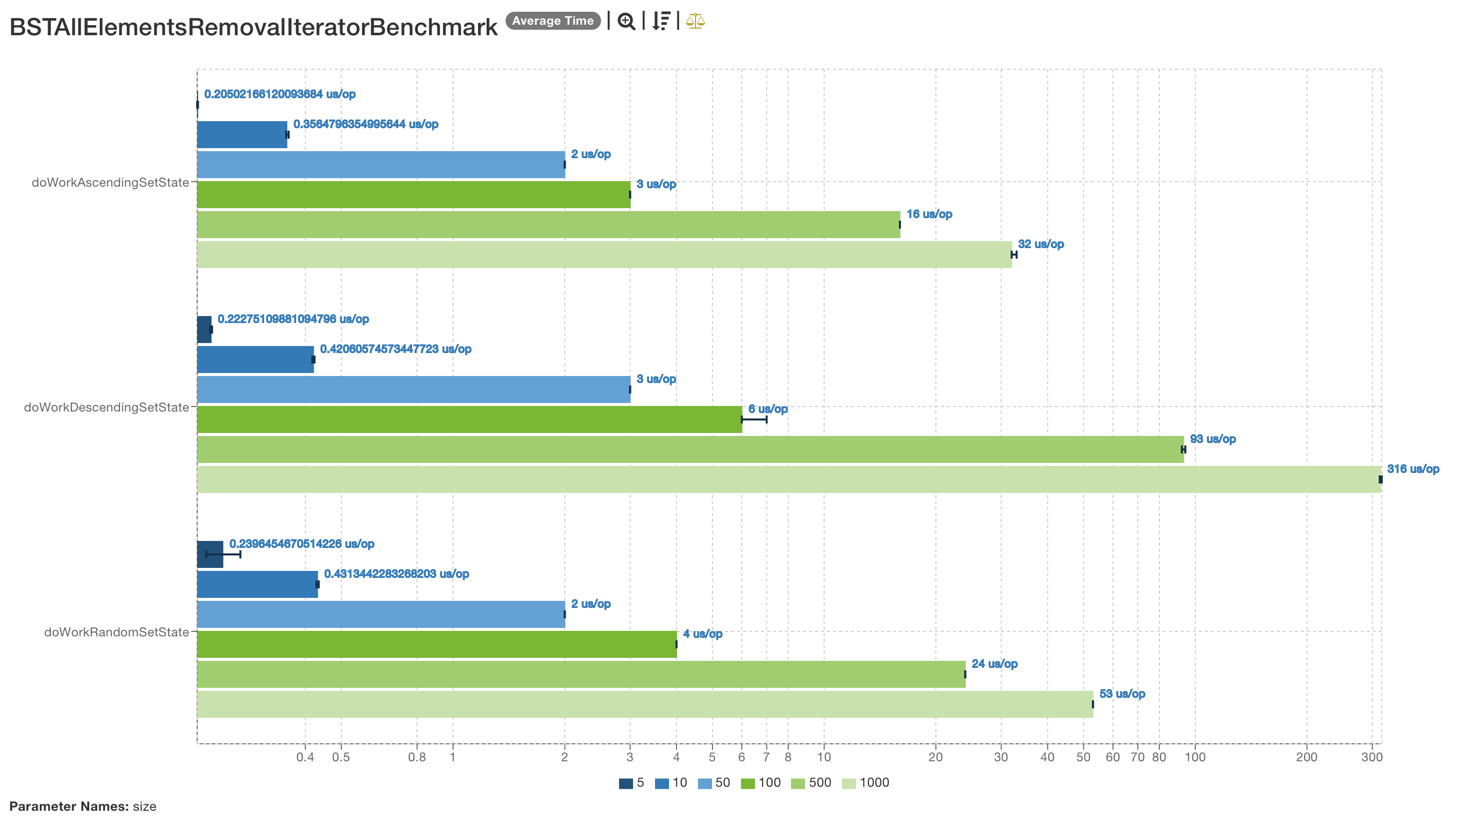 BSTAllElementsRemovalIteratorBenchmark Average Time
0.20502166120093684 us/op
0.3564796354995644 us/op
2 us/op
doWorkAscendingSetState
3 us/op
16 us/op
32 us/op
0.22275109881094796 us/op
0.42060574573447723 us/op
3 us/op
doWorkDescendingSetState
6 us/op
93 us/op
316 us/op
0.2396454670514226 us/op
0.4313442283268203 us/op
2 us/op
doWorkRandomSetState
4 us/op
24 us/op
53 us/op
0.4 0.5 0.8 1 2 3 4 5 6 7 8 10 20 30 40 50 60 70 80 100 200 300
5 10 50 100 500 1000
Parameter Names: size